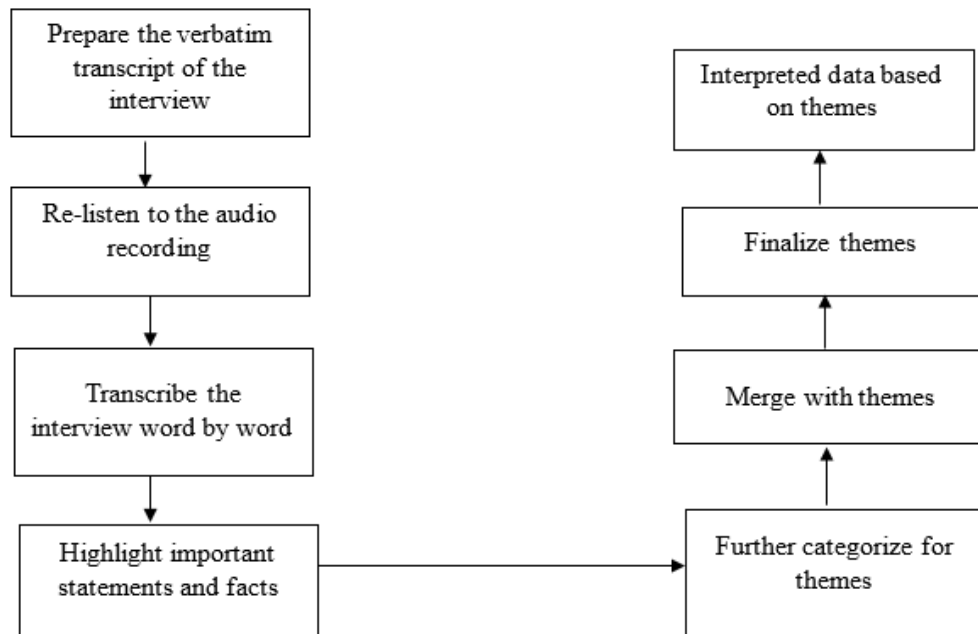 Prepare the verbatim
transcript of the
interview
Re-listen to the audio
recording
Transcribe the
interview word by word
Highlight important
statements and facts
Further categorize for
themes
Merge with themes
Finalize themes
Interpreted data based
on themes